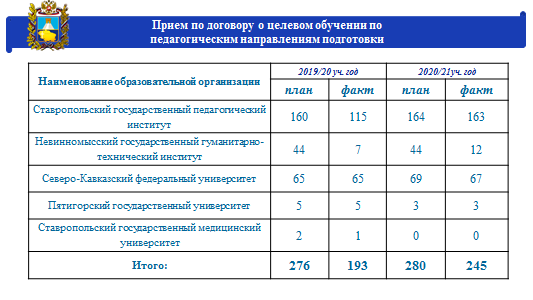 Прием по договору о целевом обучении по
педагогическим направлениям подготовки
Наименование образовательной организации 2019/20 уч. год 2020/21уч. год
план факт план факт
Ставропольский государственный педагогический
институт 160 115 164 163
Невинномысский государственный гуманитарно-
технический институт 44 7 44 12
Северо-Кавказский федеральный университет 65 65 69 67
Пятигорский государственный университет 5 5 3 3
Ставропольский государственный медицинский
университет 2 1 0 0
Итого: 276 193 280 245